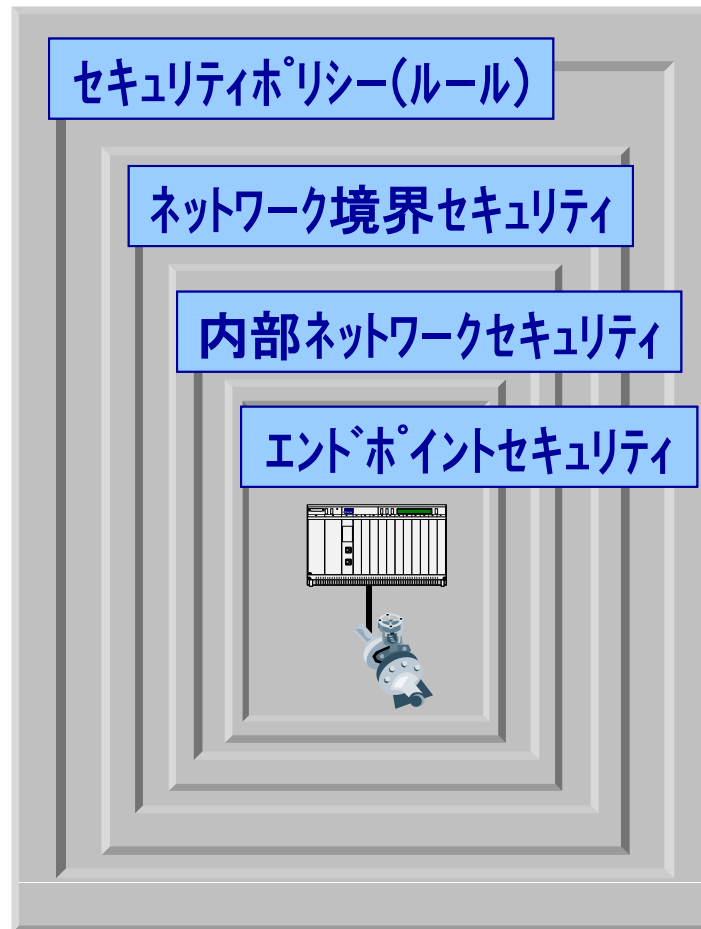 セキュリティポリシー(ルール)
ネットワーク境界セキュリティ
内部ネットワークセキュリティ
エンドポイントセキュリティ